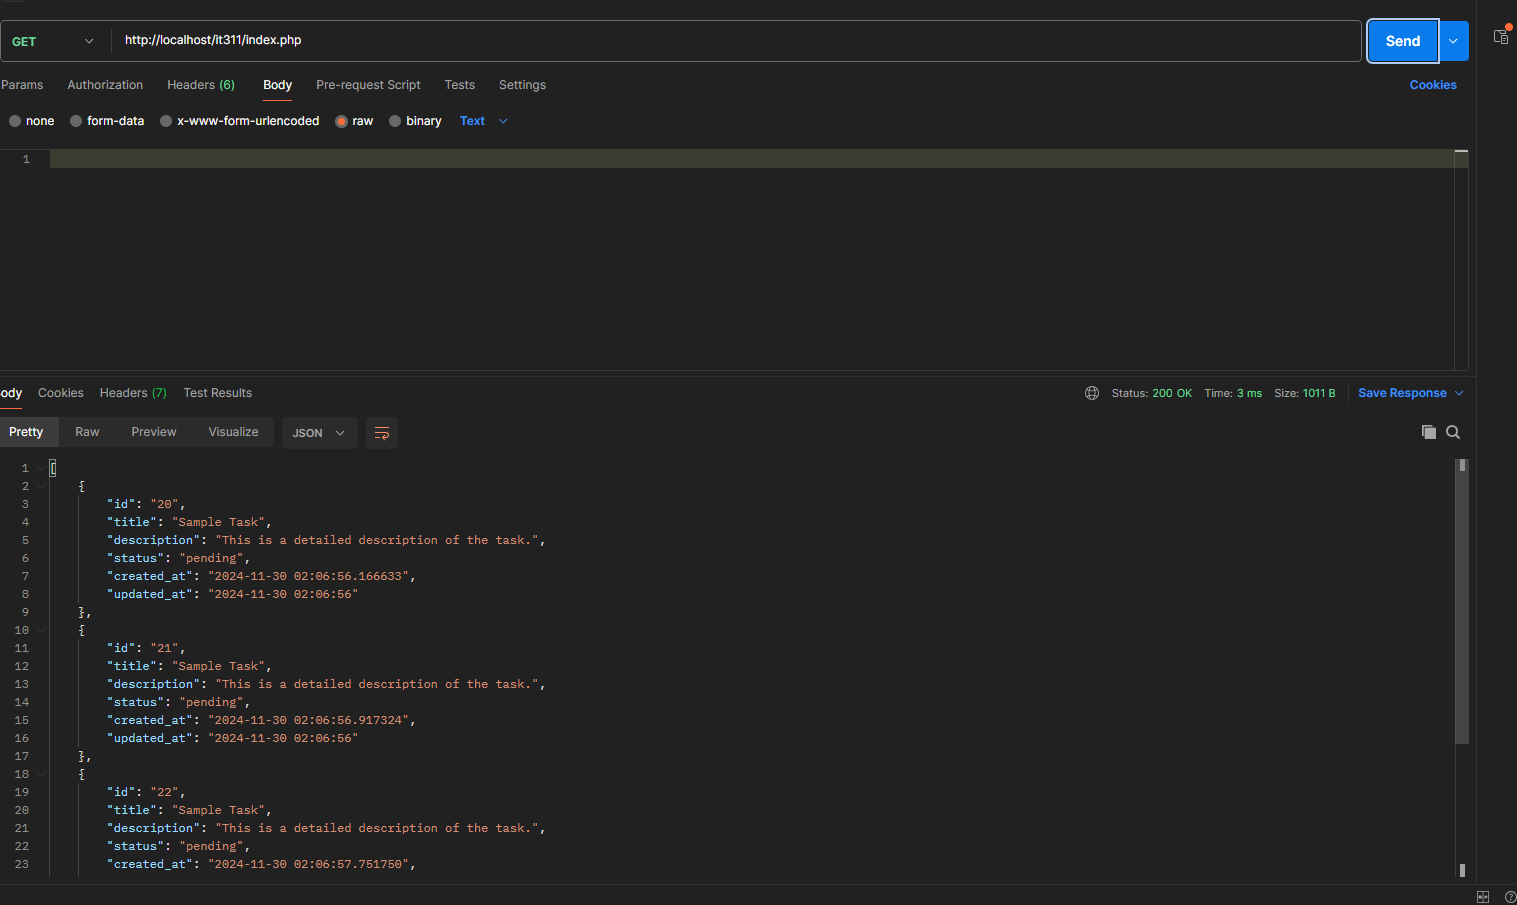 GET http://localhost/it311/index.php Send
Params Authorization Headers (6) Body Pre-request Script Tests Settings Cookies
none form-data x-www-form-urlencoded raw binary Text
1
ody Cookies Headers (7) Test Results Status: 200 OK Time: 3 ms Size: 1011 B Save Response
Pretty Raw Preview Visualize JSON
1 [
2 {
3 "id": "20",
4 "title": "Sample Task",
5 "description": "This is a detailed description of the task.",
6 "status": "pending",
7 "created_at": "2024-11-30 02:06:56.166633",
8 "updated_at": "2024-11-30 02:06:56"
9 },
10 {
11 "id": "21",
12 "title": "Sample Task",
13 "description": "This is a detailed description of the task.",
14 "status": "pending",
15 "created_at": "2024-11-30 02:06:56.917324",
16 "updated_at": "2024-11-30 02:06:56"
17 },
18 {
19 "id": "22",
20 "title": "Sample Task",
21 "description": "This is a detailed description of the task.",
22 "status": "pending",
23 "created_at": "2024-11-30 02:06:57.751750",